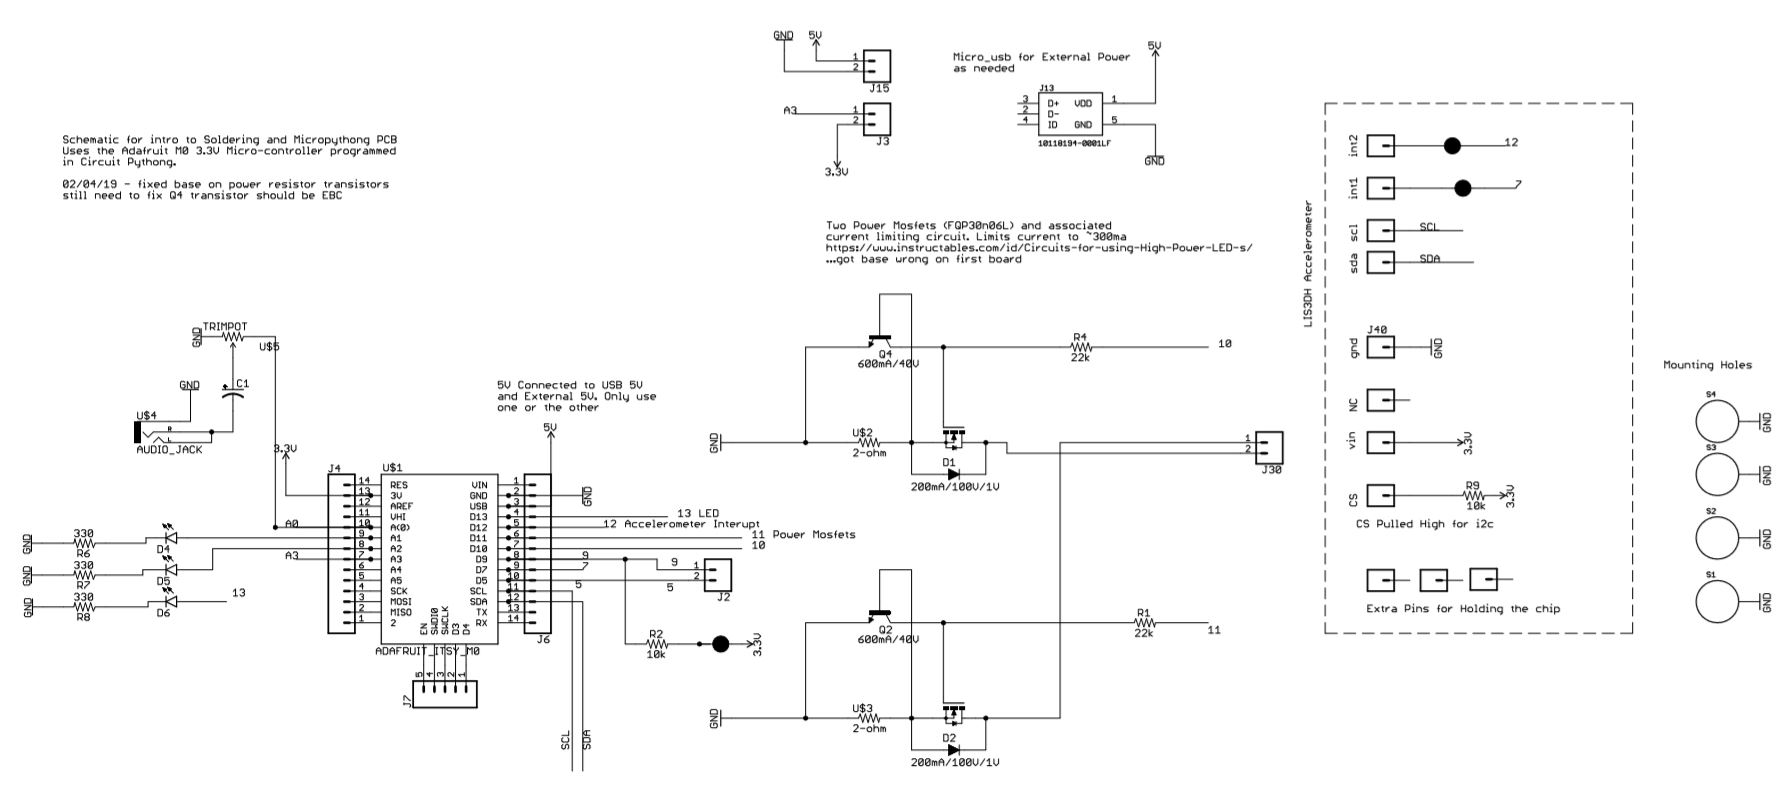 Schematic for intro to Soldering and Micropythong PCB
Uses the Adafruit M0 3.3V Micro-controller programmed
in Circuit Pythong.
02/04/19 - fixed base on power resistor transistors
still need to fix Q4 transistor should be EBC
GND 5V
1
2
J15
A3
1
2
J3
3.3V
Micro_usb for External Power
as needed
5V
J13
3 D+ VDD 1
2 D-
4 ID GND 5
10118194-0001LF
GND
Two Power Mosfets (FQP30n06L) and associated
current limiting circuit. Limits current to ~300ma
https://www.instructables.com/id/Circuits-for-using-High-Power-LED-s/
...got base wrong on first board
LIS3DH Accelerometer
int2 12
int1 7
scl SCL
sda SDA
J40
gnd GND
NC
vin 3.3V
CS R9 3.3V
10k
CS Pulled High for i2c
Extra Pins for Holding the chip
Mounting Holes
S4 GND
S3 GND
S2 GND
S1 GND
TRIMPOT
GND
U$5
C1
GND
U$4
R
L
AUDIO_JACK
3.3V
5V Connected to USB 5V
and External 5V. Only use
one or the other
5V
J4 U$1
14 RES VIN 1
13 3V GND 2 GND
12 AREF USB 3
11 VHI D13 4 13 LED
A0 10 A(0) D12 5 12 Accelerometer Interupt
9 A1 D11 6 11 Power Mosfets
8 A2 D10 7 10
A3 7 A3 D9 8 9 9 1
6 A4 D7 9 7
5 A5 D5 10 5 5 2
J2
4 SCK SCL 11
3 MOSI SDA 12
2 MISO TX 13
1 2 RX 14
EN SWDIO SWCLK D3 D4
J6
ADAFRUIT_ITSY_M0
5 4 3 2 1
J7
GND 330
R6 D4
GND 330
R7 D5
GND 330 13
R8 D6
R2 3.3V
10k
SCL SDA
Q4
600mA/40V
R4 10
22k
GND U$2
2-ohm
D1
200mA/100V/1V
1
2
J30
Q2
600mA/40V
R1
22k 11
GND U$3
2-ohm
D2
200mA/100V/1V